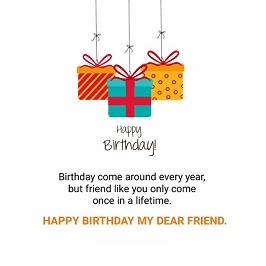 Happy
Birthday!
Birthday come around every year,
but friend like you only come
once in a lifetime.
HAPPY BIRTHDAY MY DEAR FRIEND.